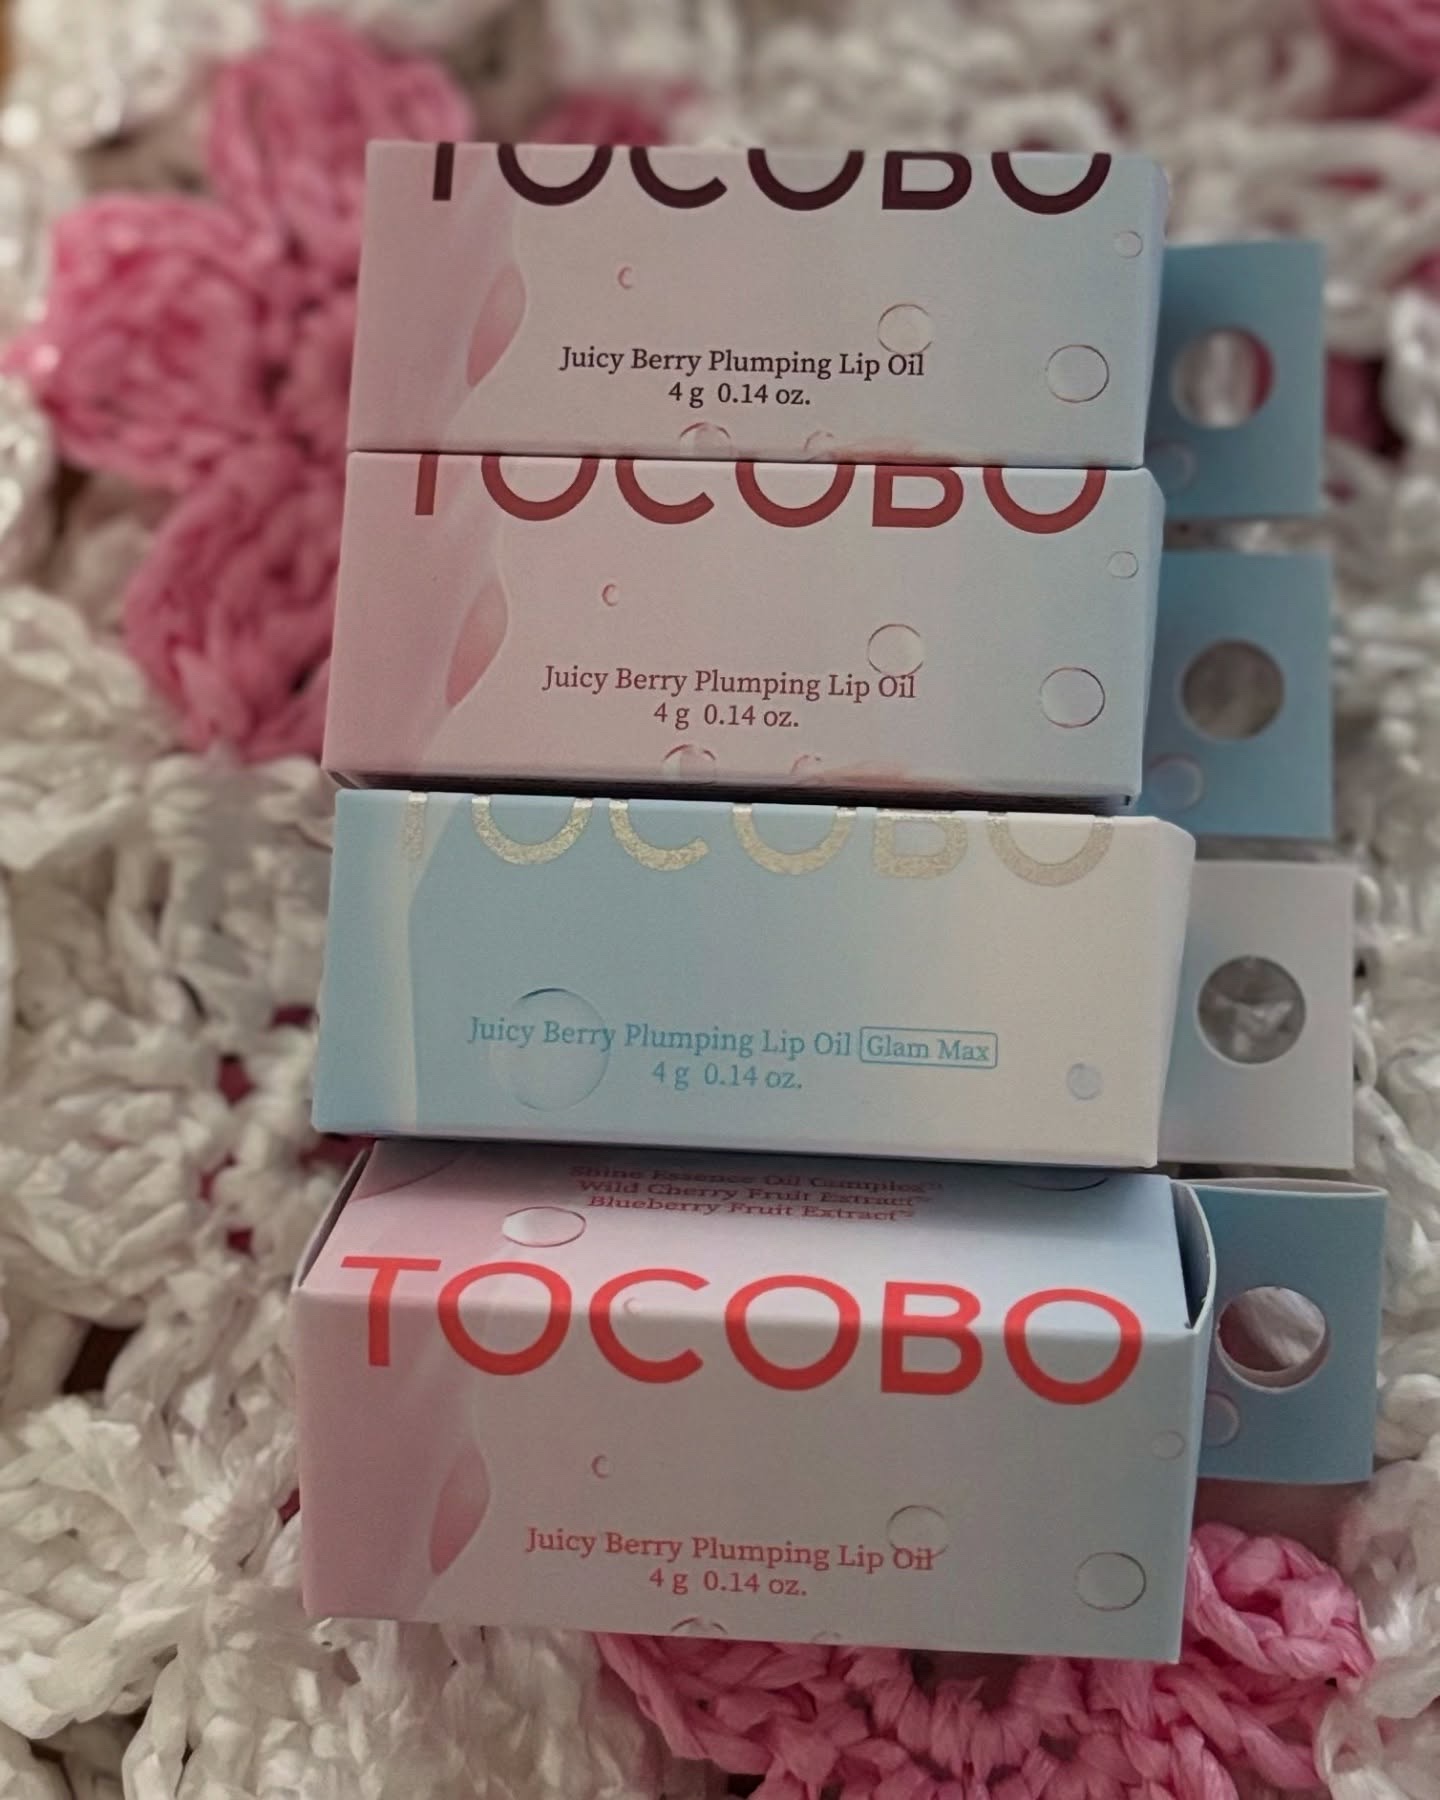 TOCOBO
Juicy Berry Plumping Lip Oil
4 g 0.14 oz.
TOCOBO
Juicy Berry Plumping Lip Oil
4 g 0.14 oz.
TOCOBO
Juicy Berry Plumping Lip Oil Glam Max
4 g 0.14 oz.
Shine Essence Oil Complex™
Wild Cherry Fruit Extract™
Blueberry Fruit Extract™
TOCOBO
Juicy Berry Plumping Lip Oil
4 g 0.14 oz.